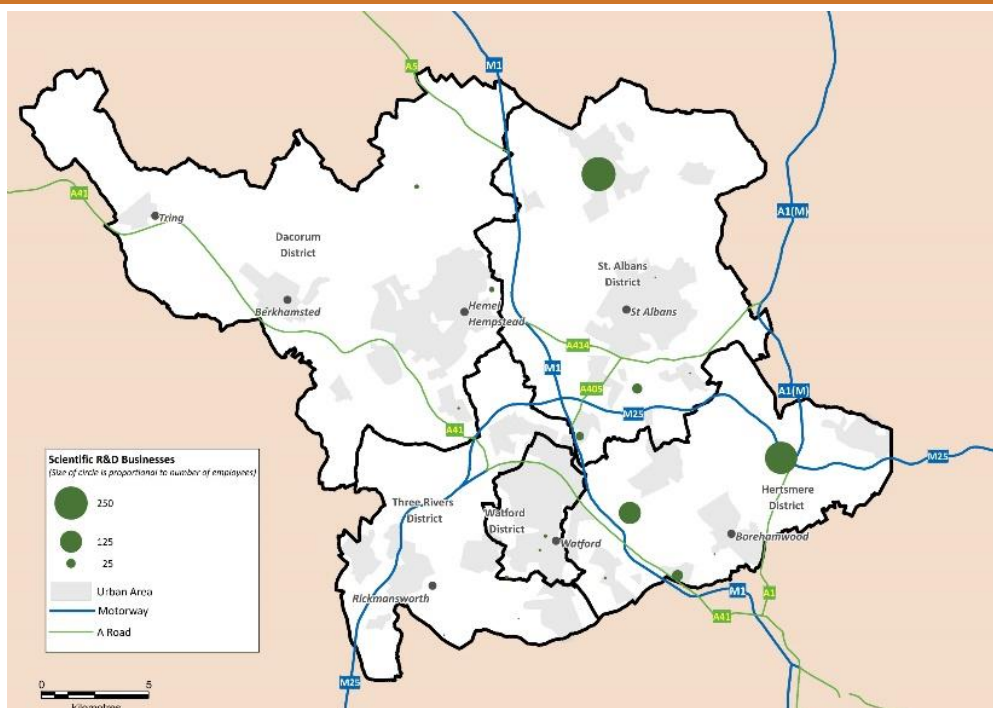 A5
M1
A41
Tring
Dacorum
District
A1(M)
St. Albans
District
Berkhamsted
Hemel
Hempstead
St Albans
A414
M1
A405
A1(M)
M25
A41
M25
Scientific R&D Businesses
(Size of circle is proportional to number of employees)
250
125
25
Urban Area
Motorway
A Road
Three Rivers
District
Watford
District
Watford
Hertsmere
District
Borehamwood
Rickmansworth
M1
A1
A41
M25
0 5
kilometres